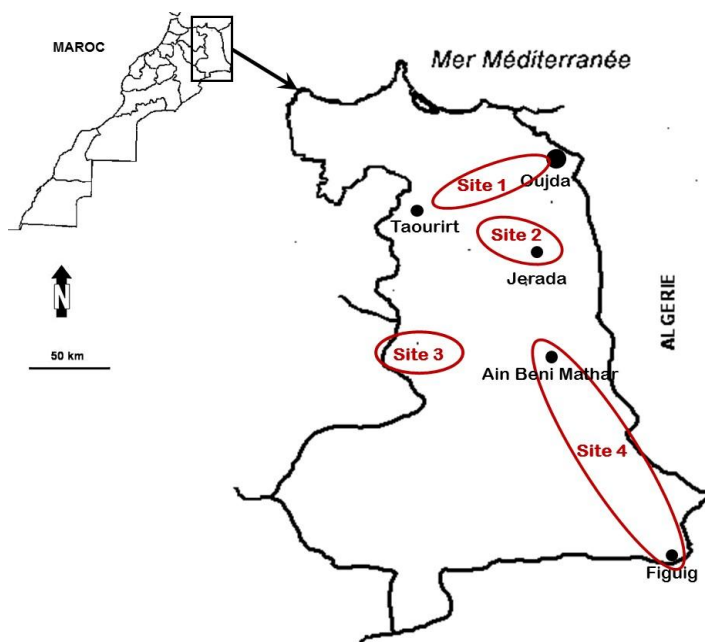 MAROC
Mer Méditerranée
Site 1
Oujda
Taourirt
Site 2
Jerada
N
50 km
ALGERIE
Site 3
Ain Beni Mathar
Site 4
Figuig